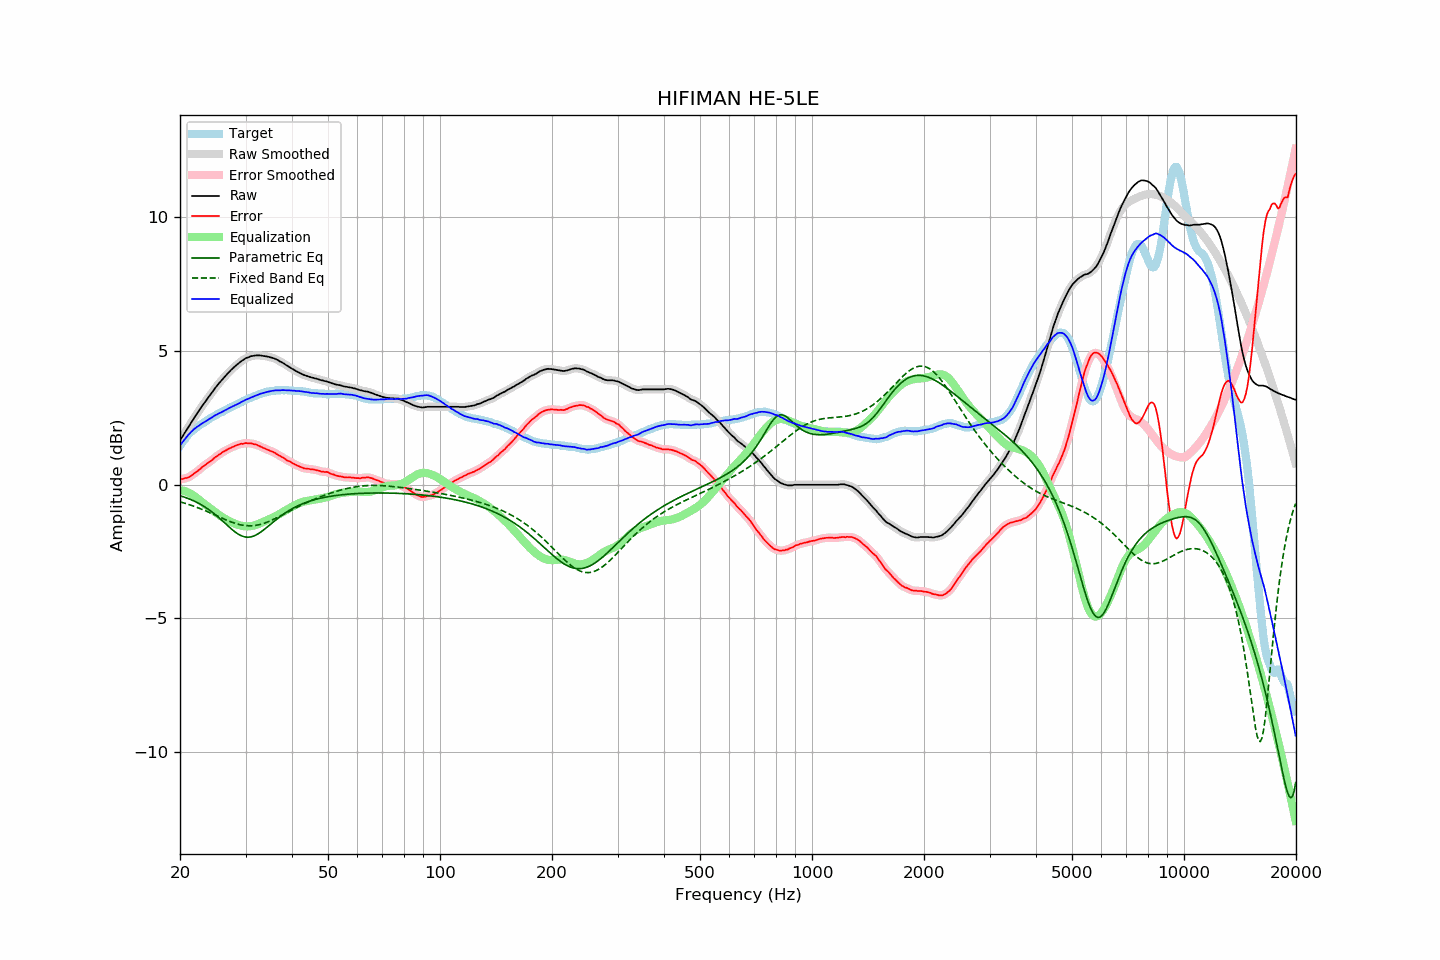 HIFIMAN HE-5LE
Target
Raw Smoothed
Error Smoothed
Raw
Error
Equalization
Parametric Eq
Fixed Band Eq
Equalized
Amplitude (dBr)
10
5
0
−5
−10
20
50
100
200
500
1000
2000
5000
10000
20000
Frequency (Hz)